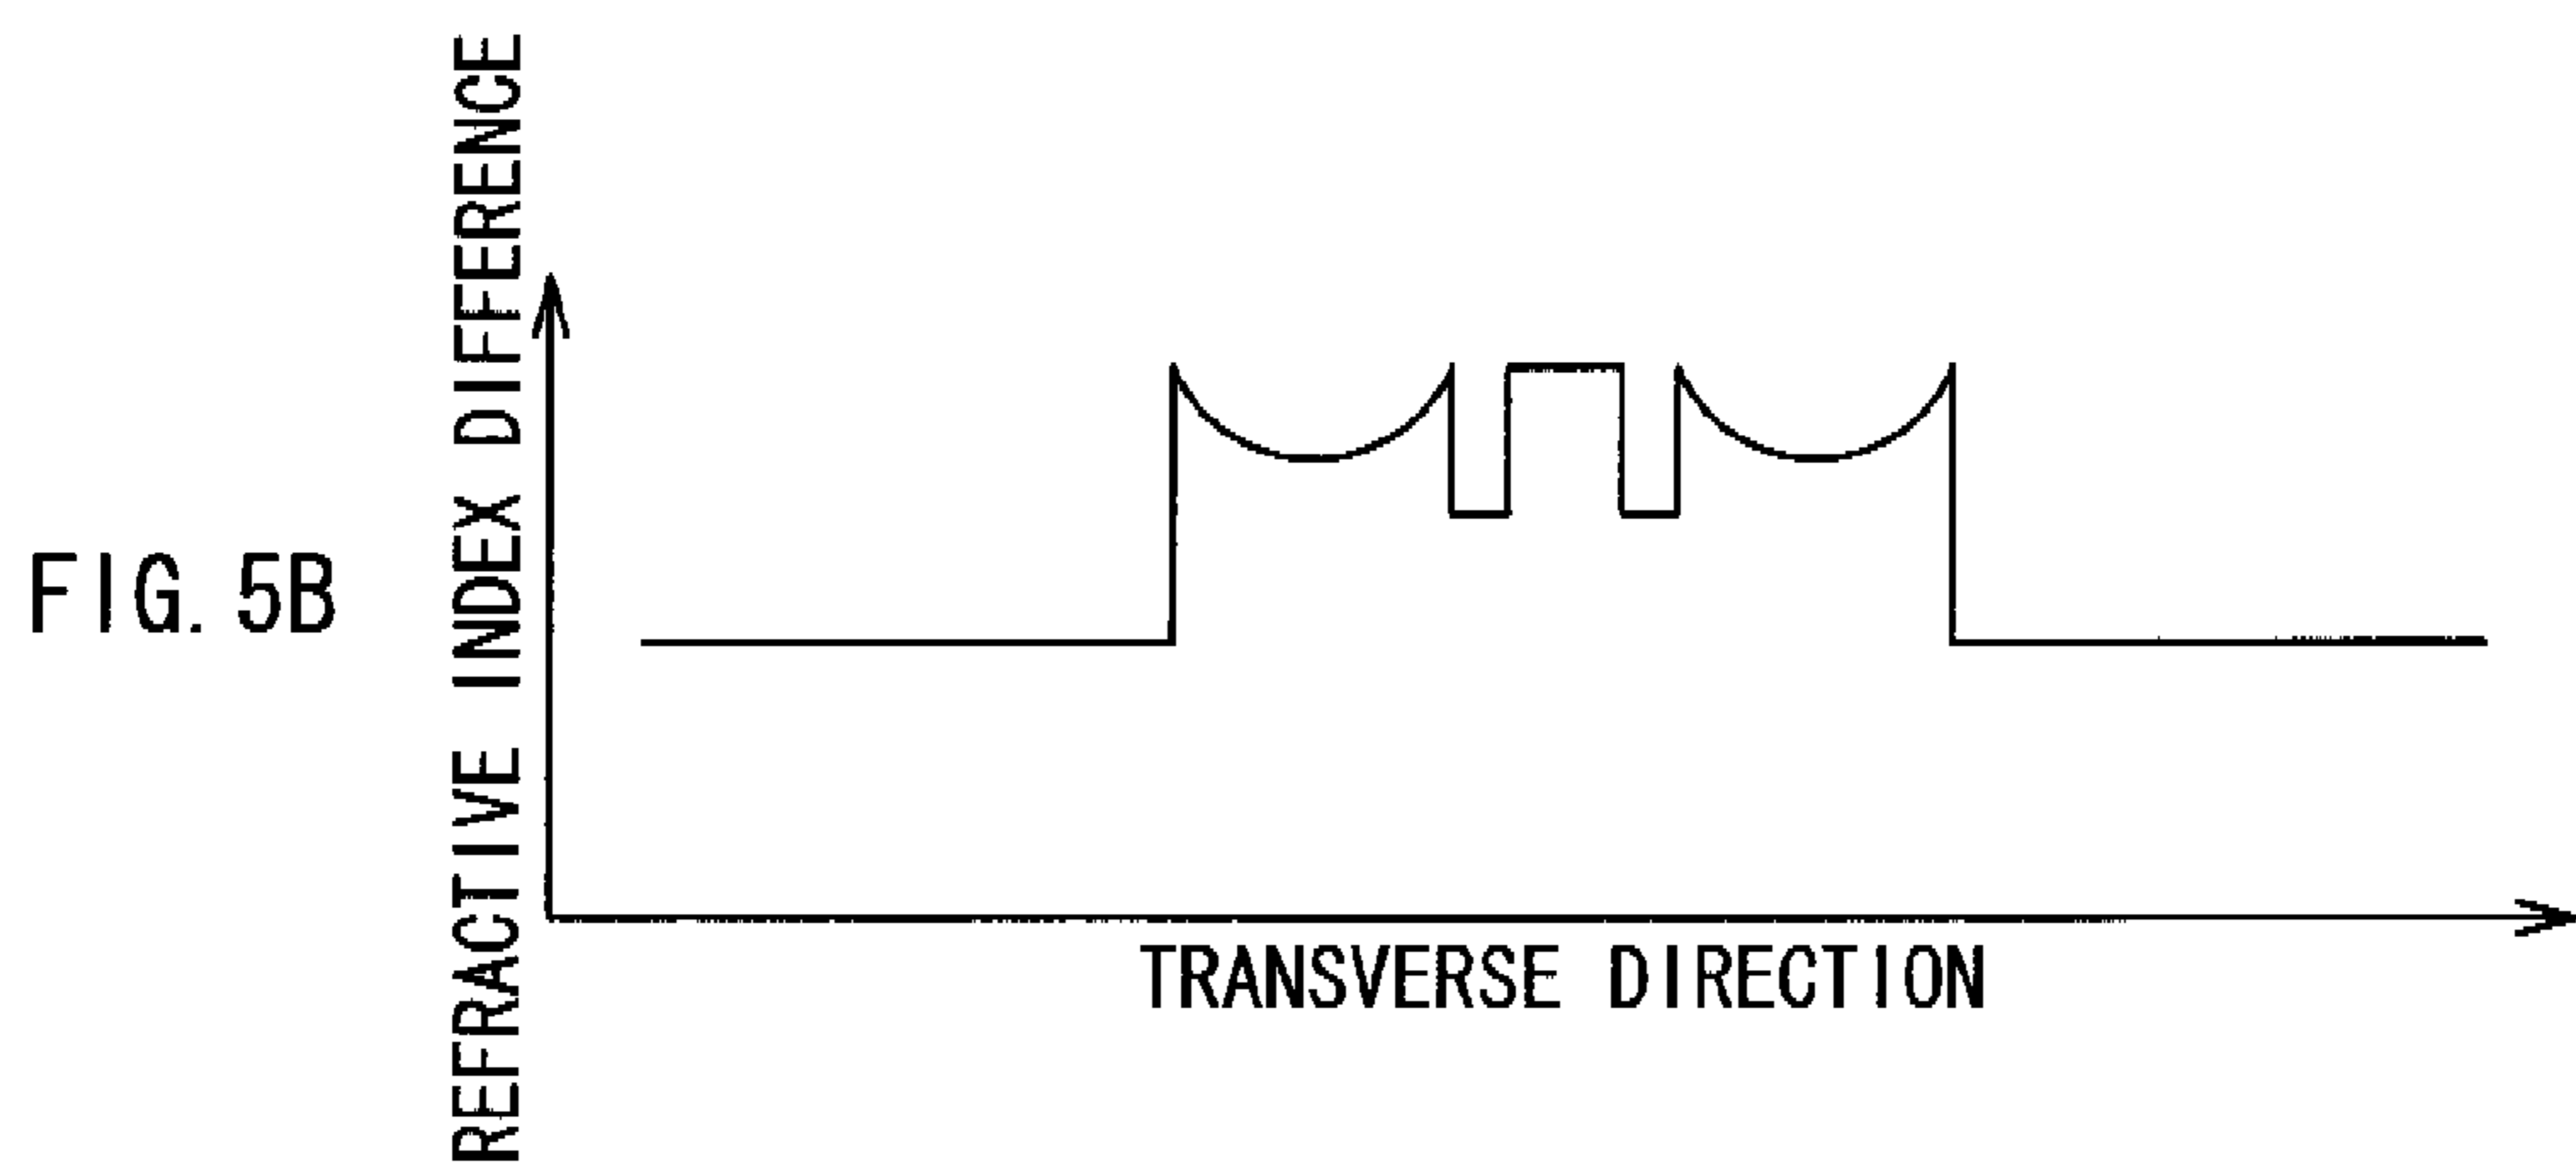 FIG. 5B
REFRACTIVE INDEX DIFFERENCE
TRANSVERSE DIRECTION